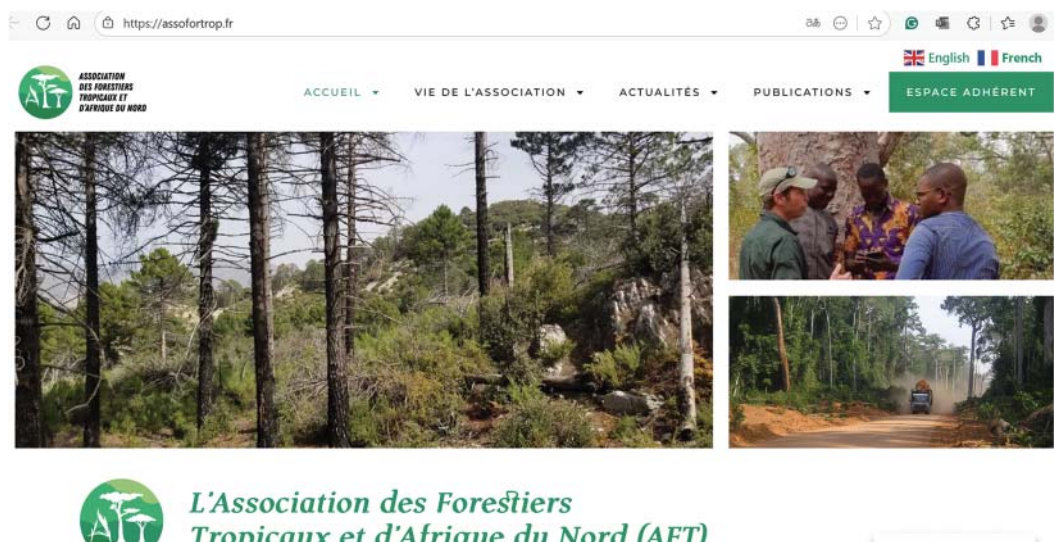 https://assofortrop.fr
English French
AFT
ASSOCIATION
DES FORESTIERS
TROPICAUX ET
D'AFRIQUE DU NORD
ACCUEIL VIE DE L'ASSOCIATION ACTUALITÉS PUBLICATIONS ESPACE ADHÉRENT
AFT
L'Association des Forestiers
Tropicaux et d'Afrique du Nord (AFT)